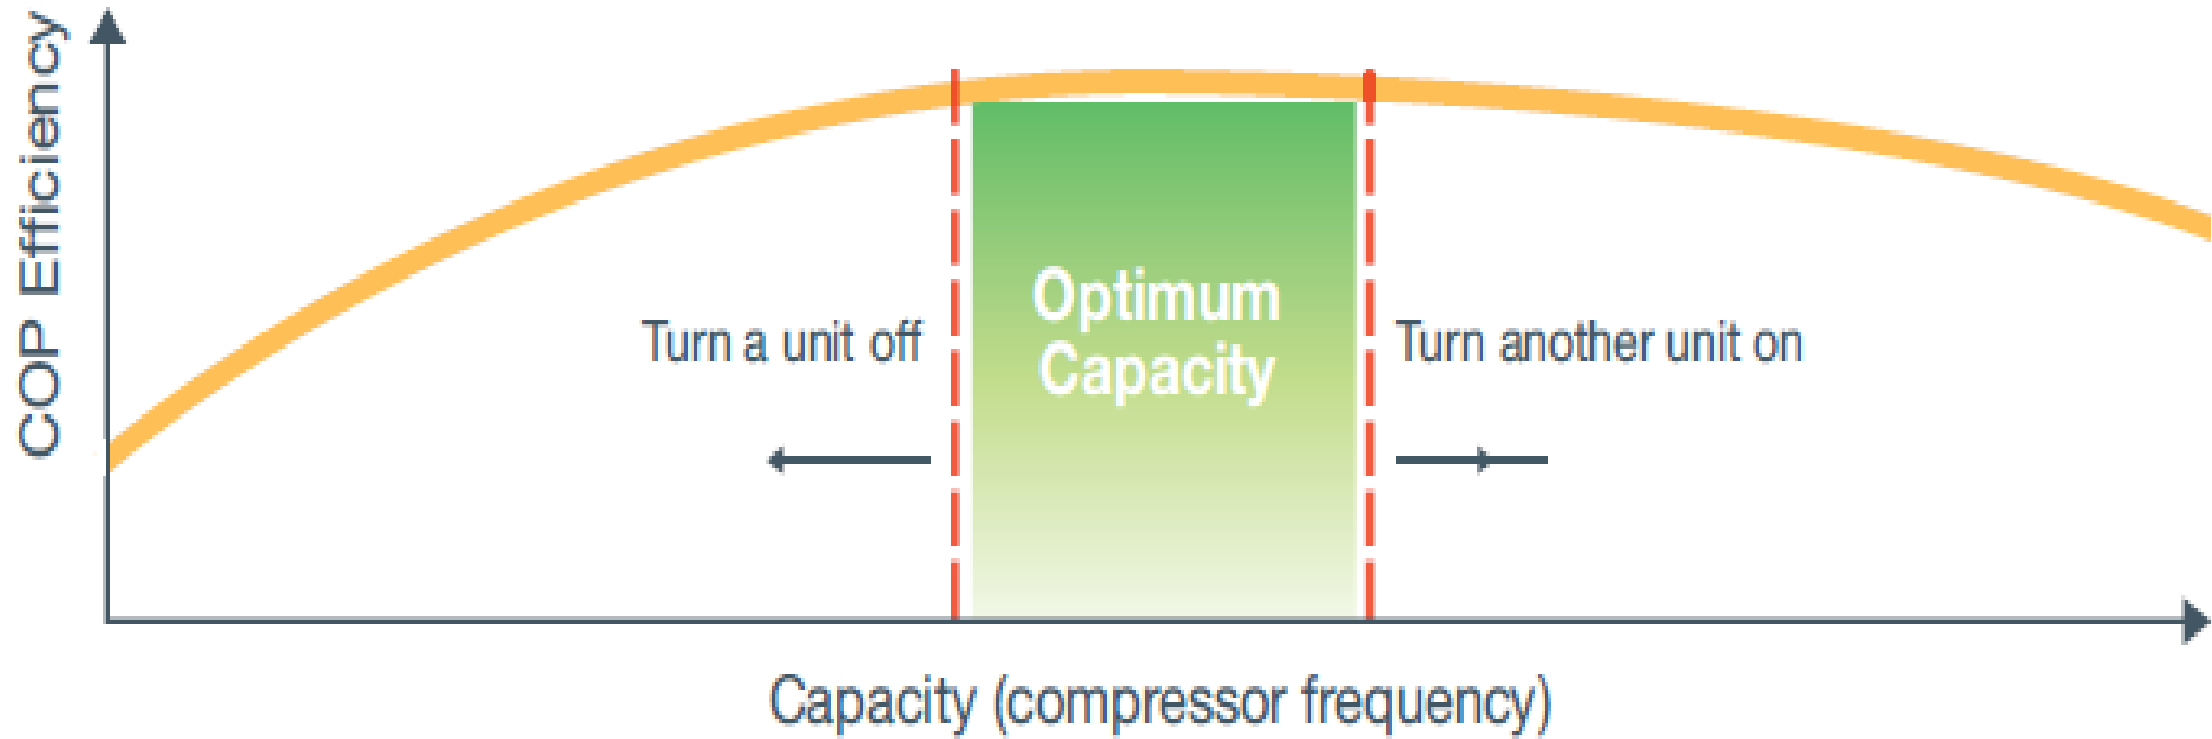 COP Efficiency
Optimum
Capacity
Turn a unit off
Turn another unit on
Capacity (compressor frequency)